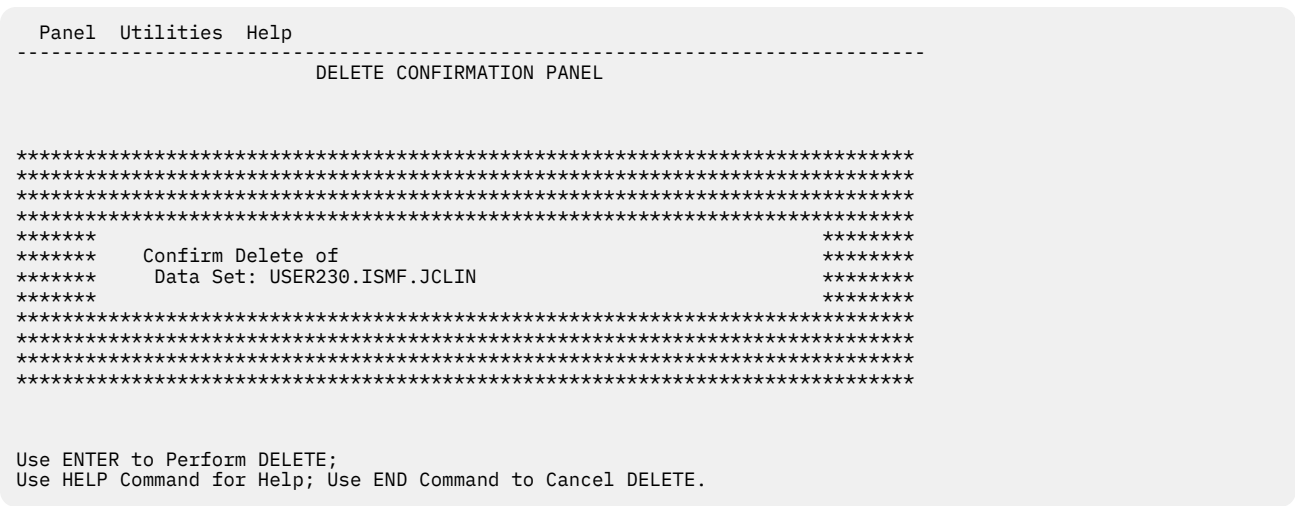 Panel Utilities Help
-------------------------------------------------------------------------------
DELETE CONFIRMATION PANEL
******************************************************************************
******************************************************************************
******************************************************************************
******************************************************************************
******* ********
******* Confirm Delete of ********
******* Data Set: USER230.ISMF.JCLIN ********
******* ********
******************************************************************************
******************************************************************************
******************************************************************************
******************************************************************************
Use ENTER to Perform DELETE;
Use HELP Command for Help; Use END Command to Cancel DELETE.